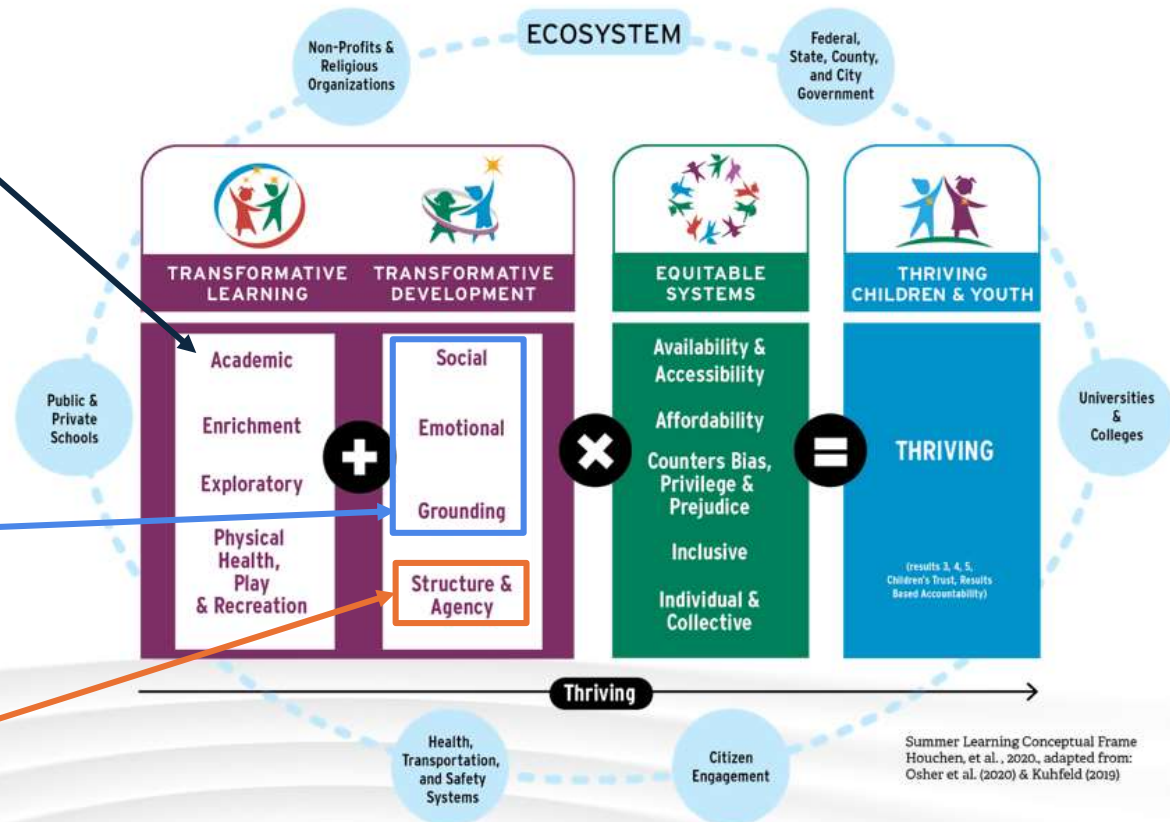 ECOSYSTEM
Non-Profits &
Religious
Organizations
Federal,
State, County,
and City
Government
TRANSFORMATIVE
LEARNING
TRANSFORMATIVE
DEVELOPMENT
EQUITABLE
SYSTEMS
THRIVING
CHILDREN & YOUTH
Public &
Private
Schools
Academic
Enrichment
Exploratory
Physical
Health,
Play
& Recreation
+
Social
Emotional
Grounding
Structure &
Agency
×
Availability &
Accessibility
Affordability
Counters Bias,
Privilege &
Prejudice
Inclusive
Individual &
Collective
=
THRIVING
(results 3, 4, 5,
Children's Trust, Results
Based Accountability)
Universities
&
Colleges
Thriving
Health,
Transportation,
and Safety
Systems
Citizen
Engagement
Summer Learning Conceptual Frame
Houchen, et al. , 2020., adapted from:
Osher et al. (2020) & Kuhfeld (2019)